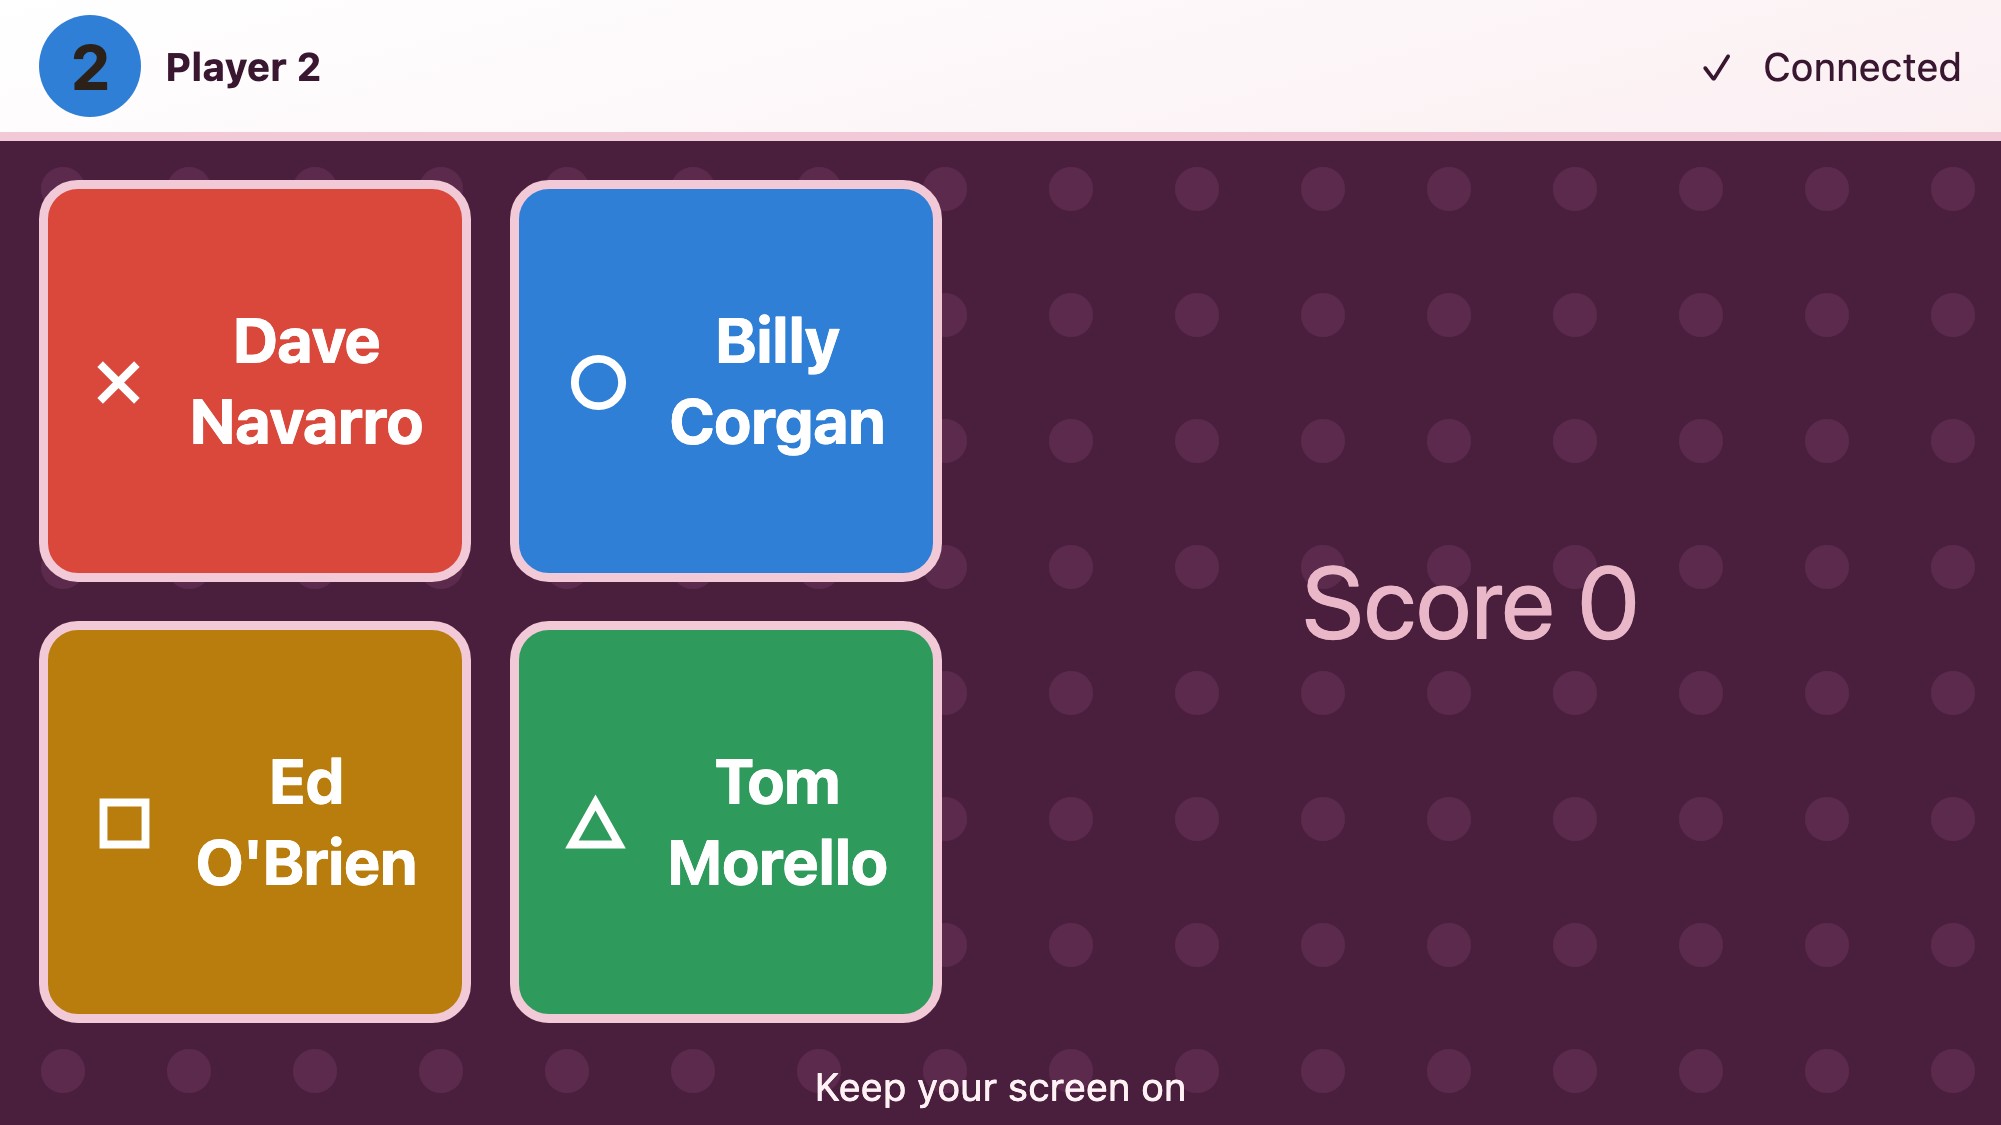 2 Player 2
✓ Connected
Dave
Navarro
Billy
Corgan
Ed
O'Brien
Tom
Morello
Score 0
Keep your screen on